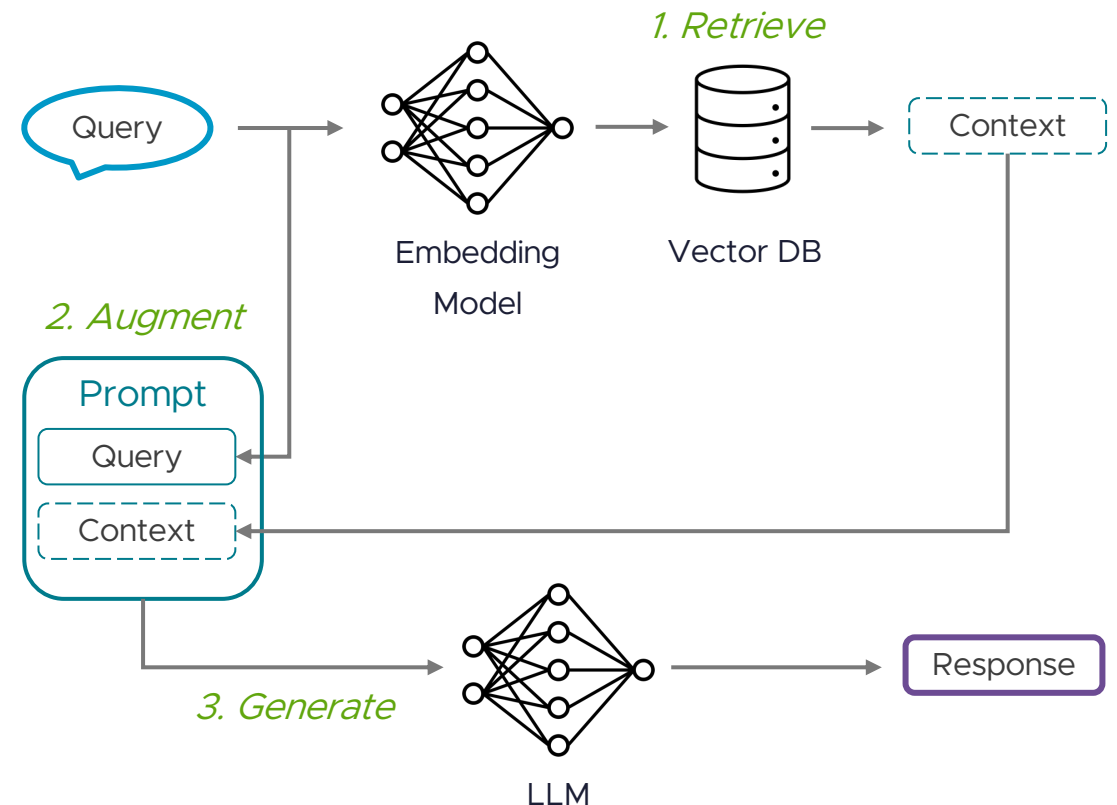 1. Retrieve
Query
Context
Embedding
Model
Vector DB
2. Augment
Prompt
Query
Context
3. Generate
Response
LLM